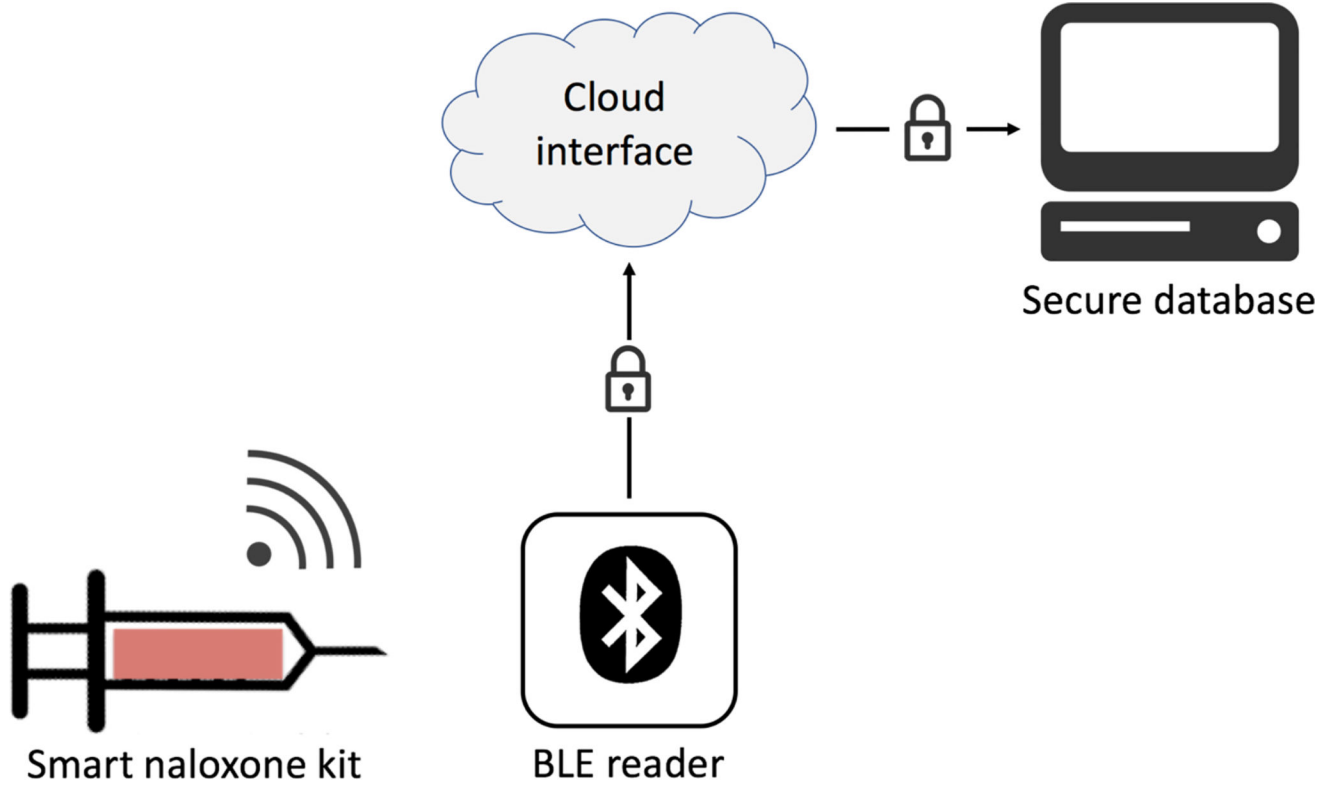 Cloud
interface
Secure database
Smart naloxone kit
BLE reader